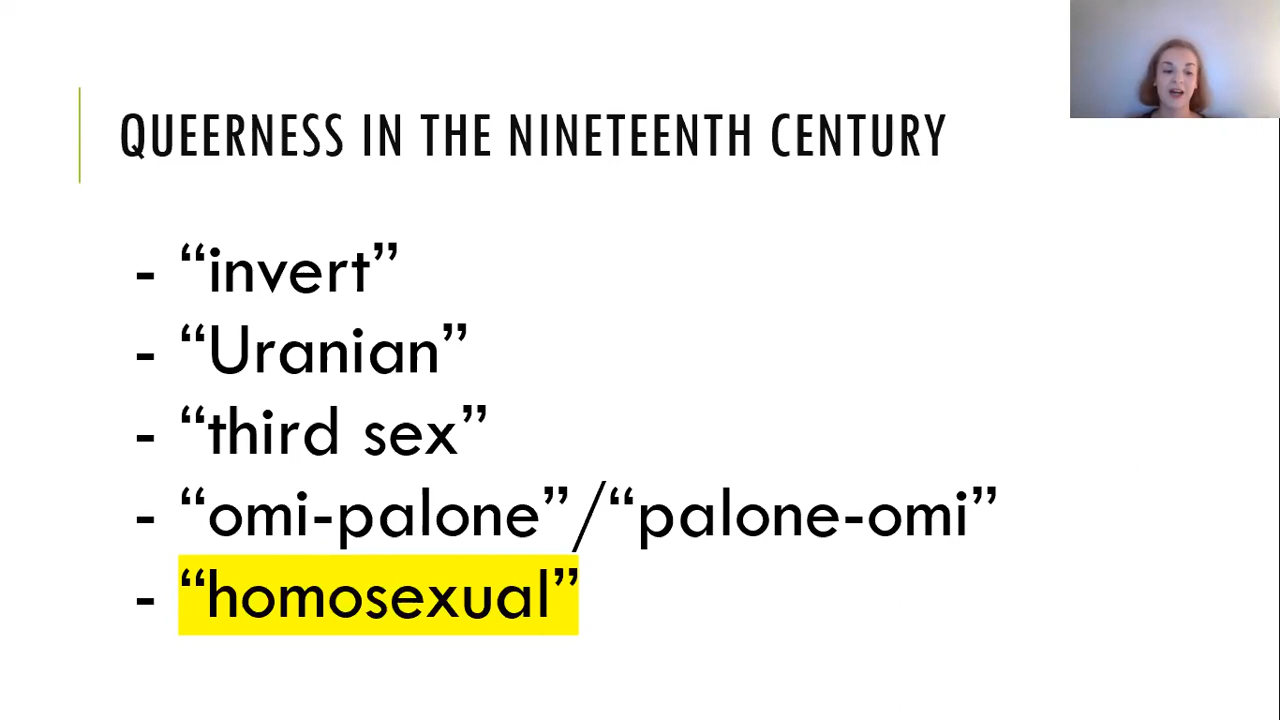 QUEERNESS IN THE NINETEENTH CENTURY
- “invert”
- “Uranian”
- “third sex”
- “omi-palone”/“palone-omi”
- “homosexual”